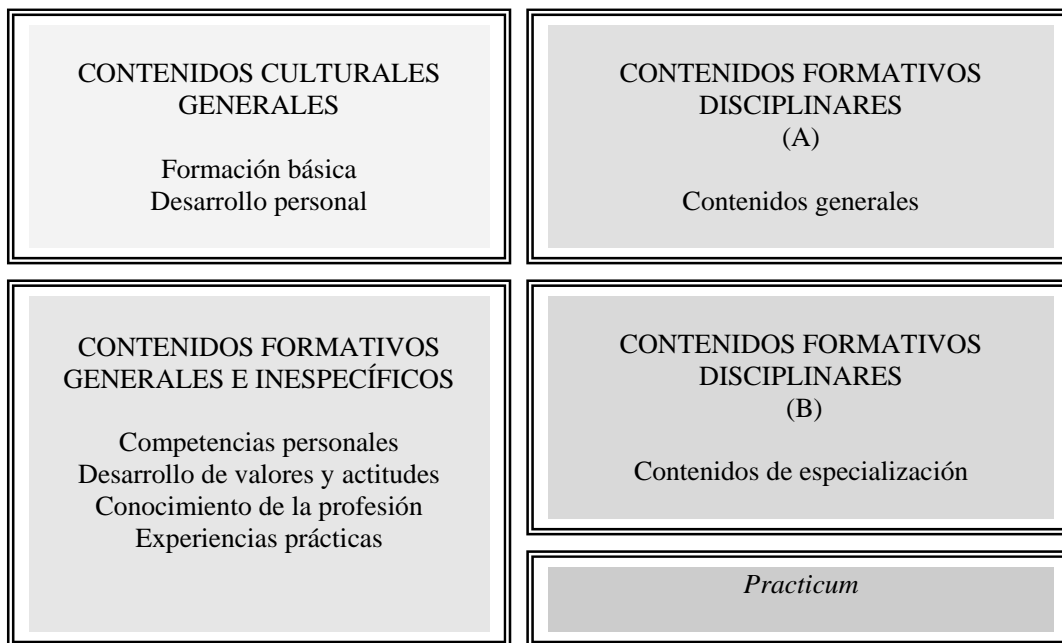 CONTENIDOS CULTURALES
GENERALES
Formación básica
Desarrollo personal
CONTENIDOS FORMATIVOS
DISCIPLINARES
(A)
Contenidos generales
CONTENIDOS FORMATIVOS
GENERALES E INESPECÍFICOS
Competencias personales
Desarrollo de valores y actitudes
Conocimiento de la profesión
Experiencias prácticas
CONTENIDOS FORMATIVOS
DISCIPLINARES
(B)
Contenidos de especialización
Practicum